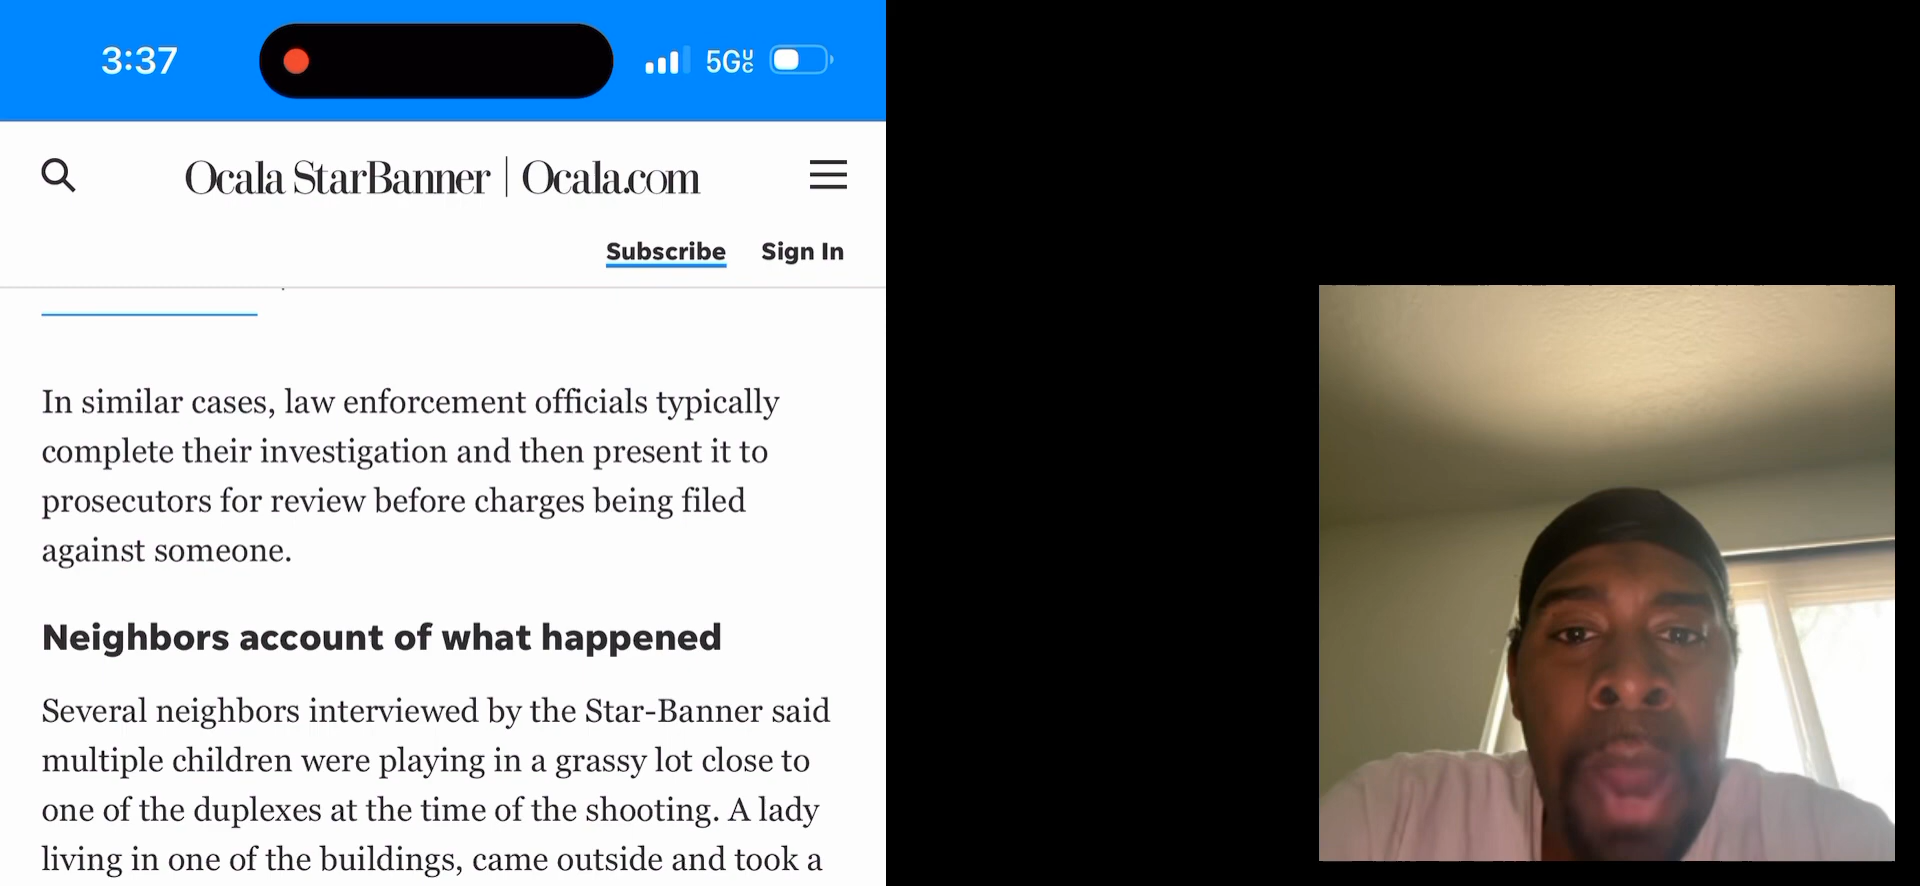 3:37
5GUC
Ocala StarBanner | Ocala.com
Subscribe Sign In
In similar cases, law enforcement officials typically
complete their investigation and then present it to
prosecutors for review before charges being filed
against someone.
Neighbors account of what happened
Several neighbors interviewed by the Star-Banner said
multiple children were playing in a grassy lot close to
one of the duplexes at the time of the shooting. A lady
living in one of the buildings, came outside and took a